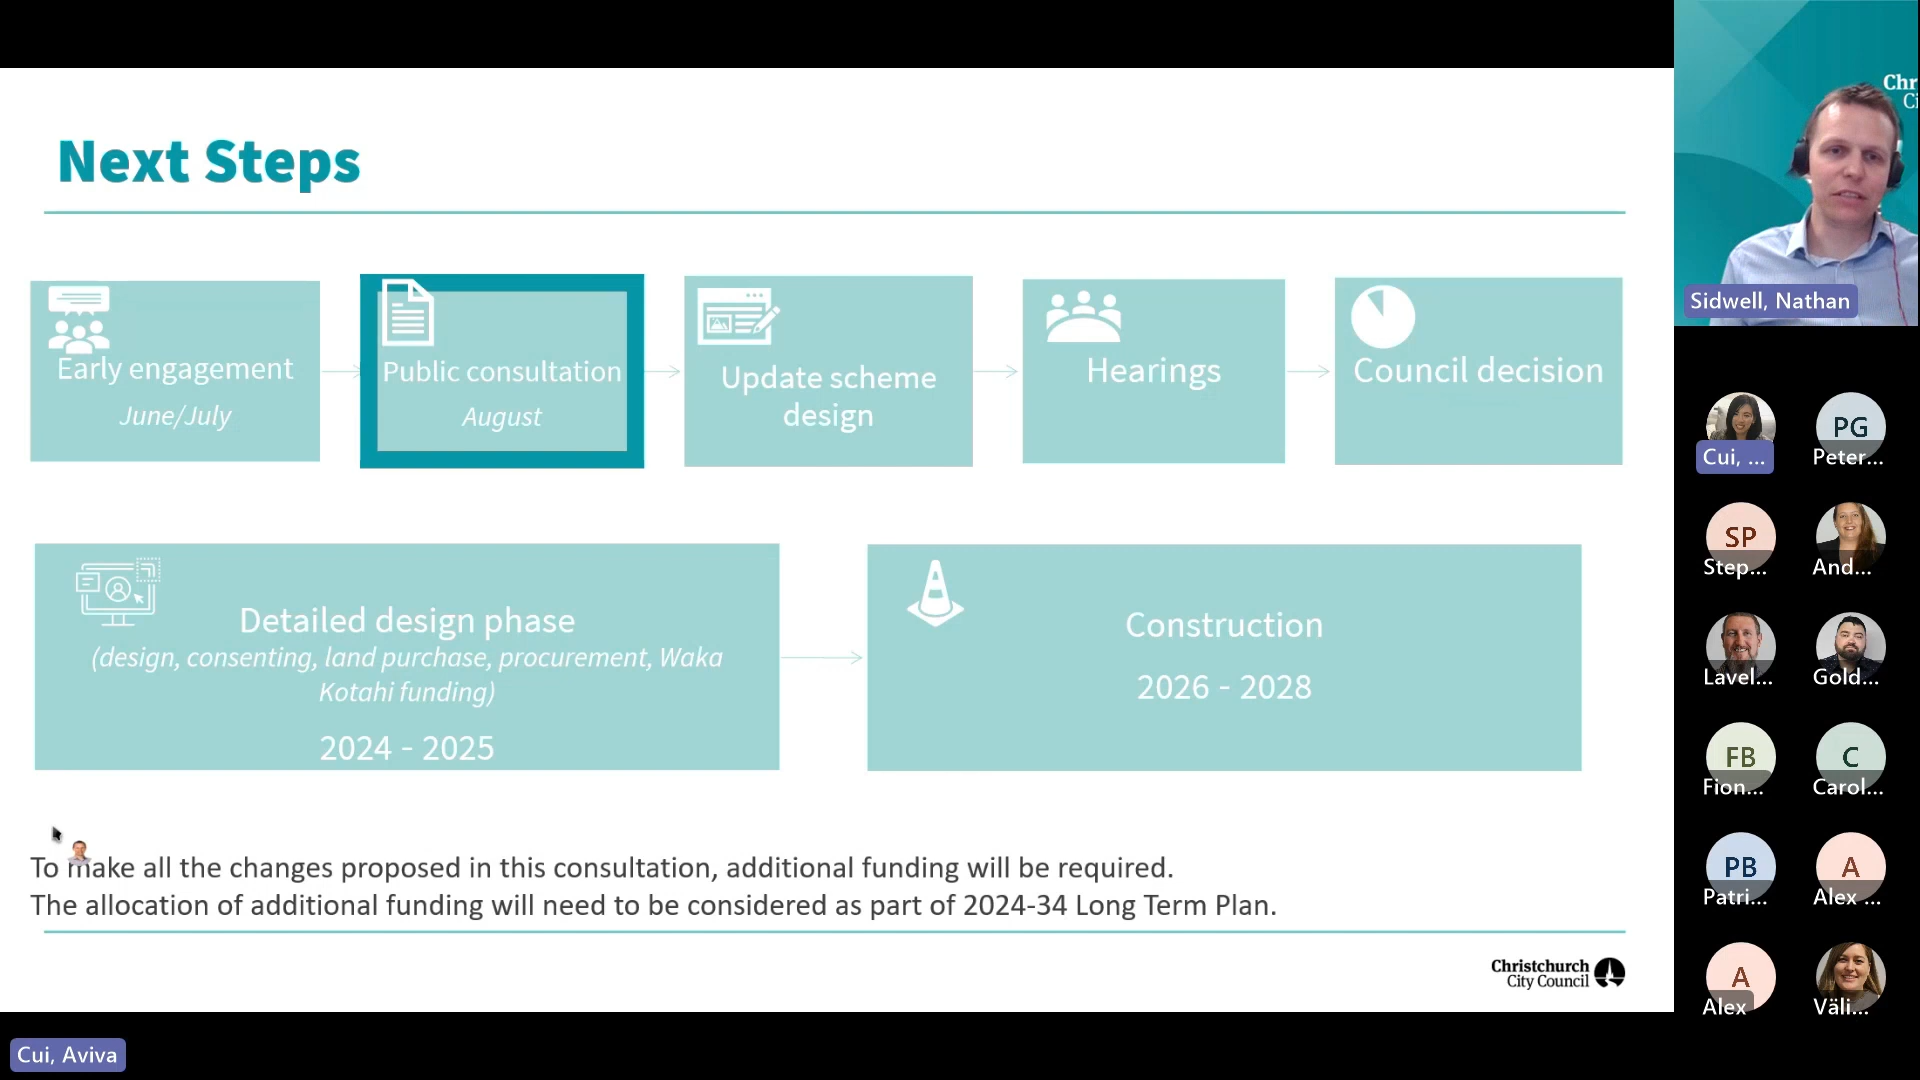 Next Steps
Early engagement
June/July
Public consultation
August
Update scheme
design
Hearings
Council decision
Detailed design phase
(design, consenting, land purchase, procurement, Waka
Kotahi funding)
2024 - 2025
Construction
2026 - 2028
To make all the changes proposed in this consultation, additional funding will be required.
The allocation of additional funding will need to be considered as part of 2024-34 Long Term Plan.
Christchurch
City Council
Cui, Aviva
Chr
Ci
Sidwell, Nathan
Cui, ...
PG
Peter...
SP
Step...
And...
Lavel...
Gold...
FB
Fion...
C
Carol...
PB
Patri...
A
Alex ...
A
Alex
Väli...